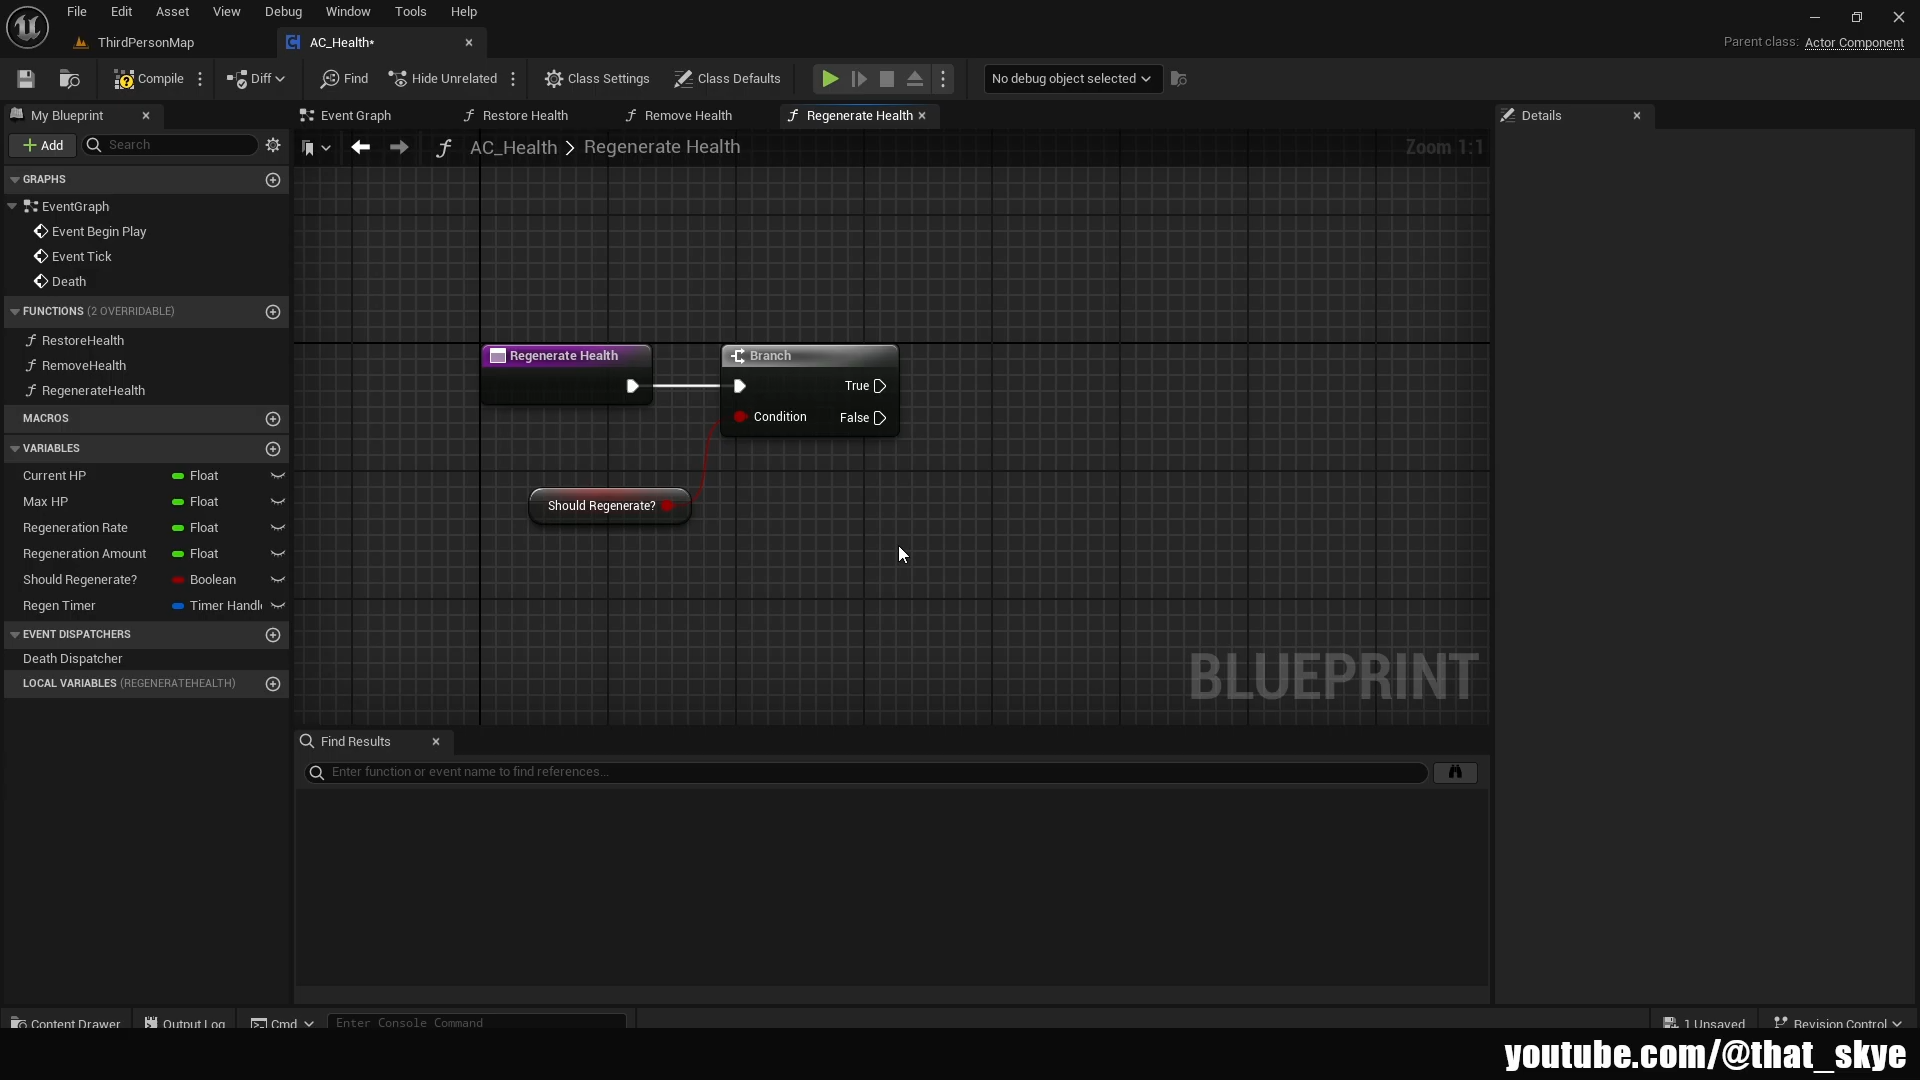 File Edit Asset View Debug Window Tools Help
ThirdPersonMap
AC_Health*
Parent class: Actor Component
Compile
Diff
Find
Hide Unrelated
Class Settings
Class Defaults
No debug object selected
My Blueprint
Event Graph
Restore Health
Remove Health
Regenerate Health
Details
Add
Search
AC_Health > Regenerate Health
Zoom 1:1
GRAPHS
EventGraph
Event Begin Play
Event Tick
Death
FUNCTIONS (2 OVERRIDABLE)
RestoreHealth
RemoveHealth
RegenerateHealth
MACROS
VARIABLES
Current HP Float
Max HP Float
Regeneration Rate Float
Regeneration Amount Float
Should Regenerate? Boolean
Regen Timer Timer Handl
EVENT DISPATCHERS
Death Dispatcher
LOCAL VARIABLES (REGENERATEHEALTH)
Regenerate Health
Branch
True
Condition
False
Should Regenerate?
BLUEPRINT
Find Results
Enter function or event name to find references...
Content Drawer
Output Log
Cmd
Enter Console Command
1 Unsaved
Revision Control
youtube.com/@that_skye